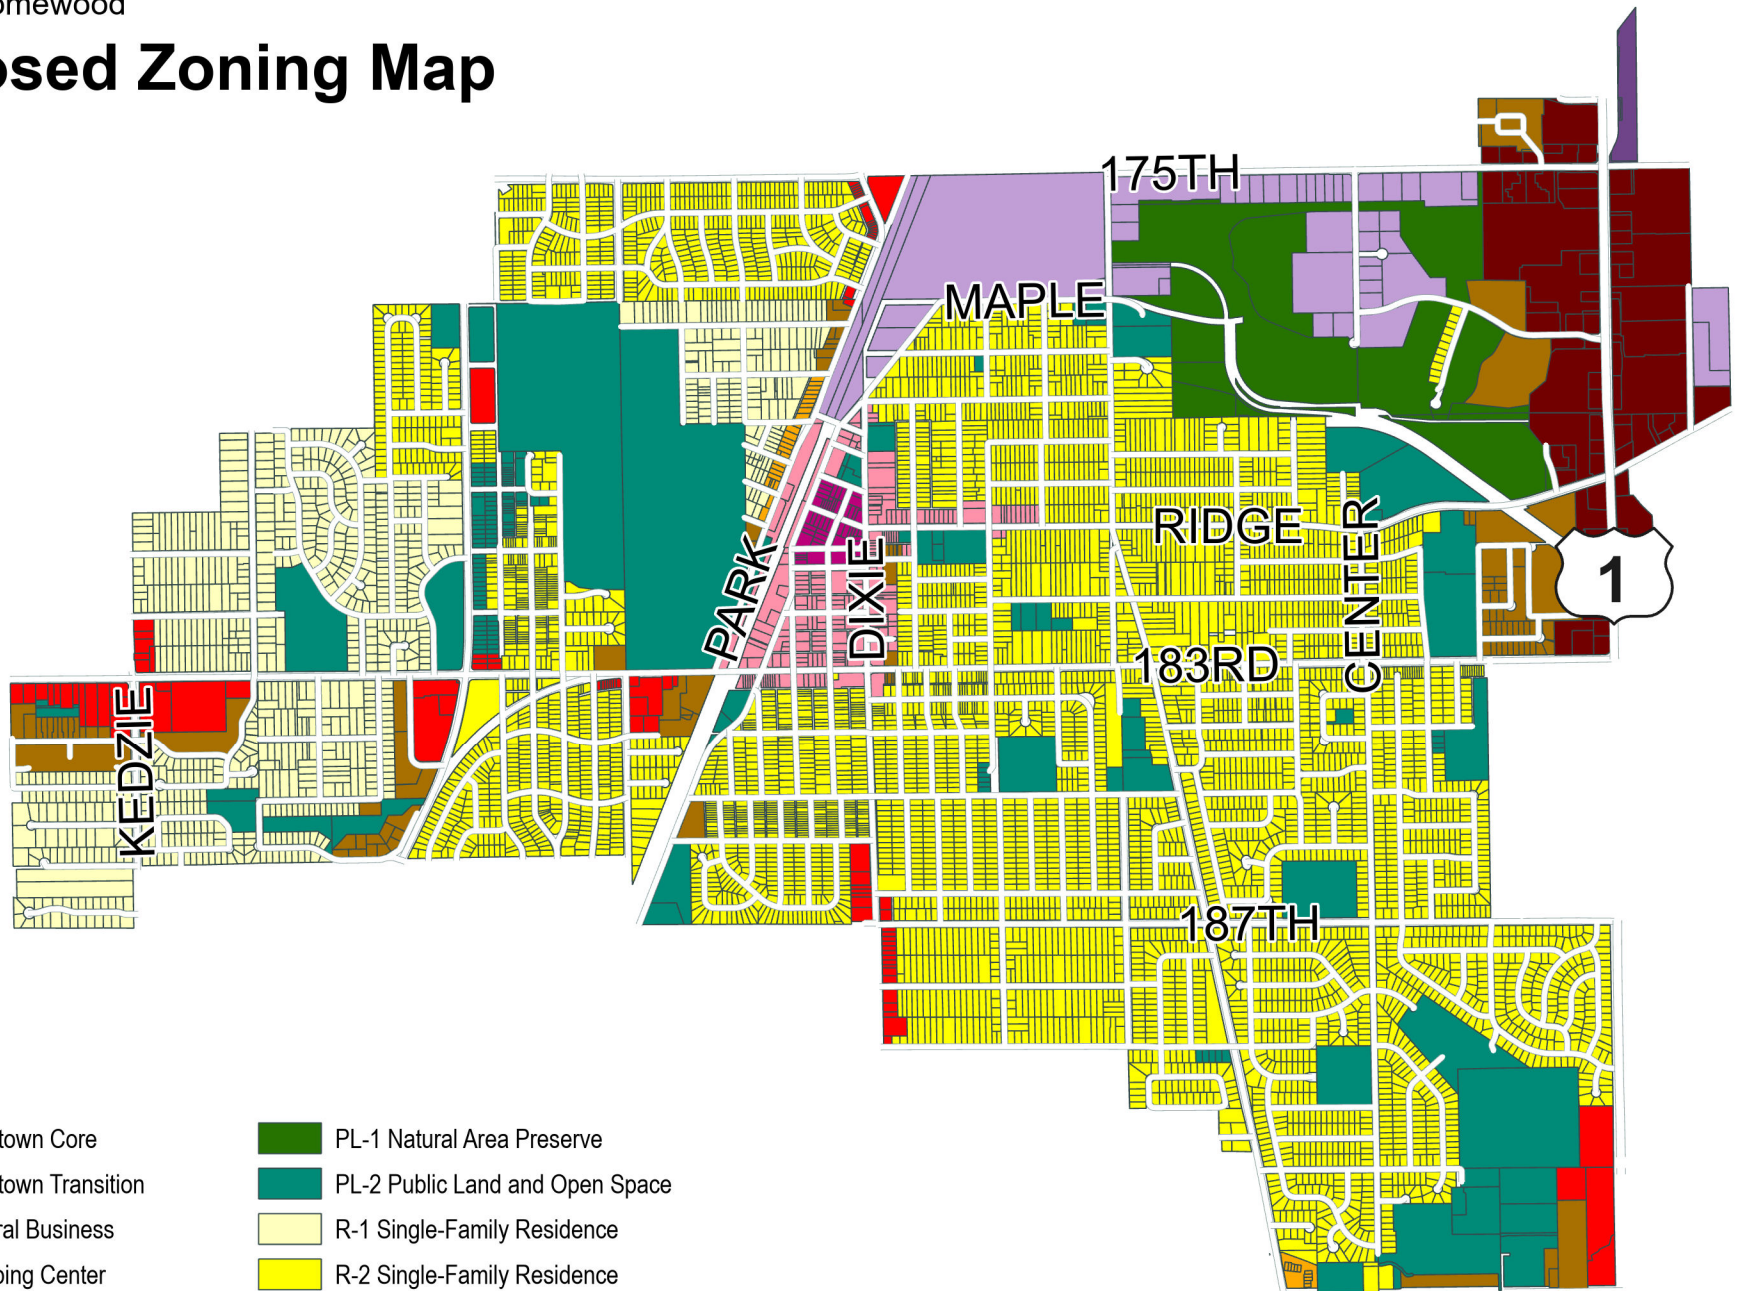 omewood
osed Zoning Map
175TH
MAPLE
RIDGE
CENTER
PARK
DIXIE
1
183RD
KEDZIE
187TH
town Core
town Transition
ral Business
ping Center
PL-1 Natural Area Preserve
PL-2 Public Land and Open Space
R-1 Single-Family Residence
R-2 Single-Family Residence